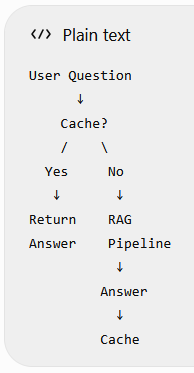 </> Plain text
User Question
↓
Cache?
/ \
Yes No
↓ ↓
Return RAG
Answer Pipeline
↓
Answer
↓
Cache